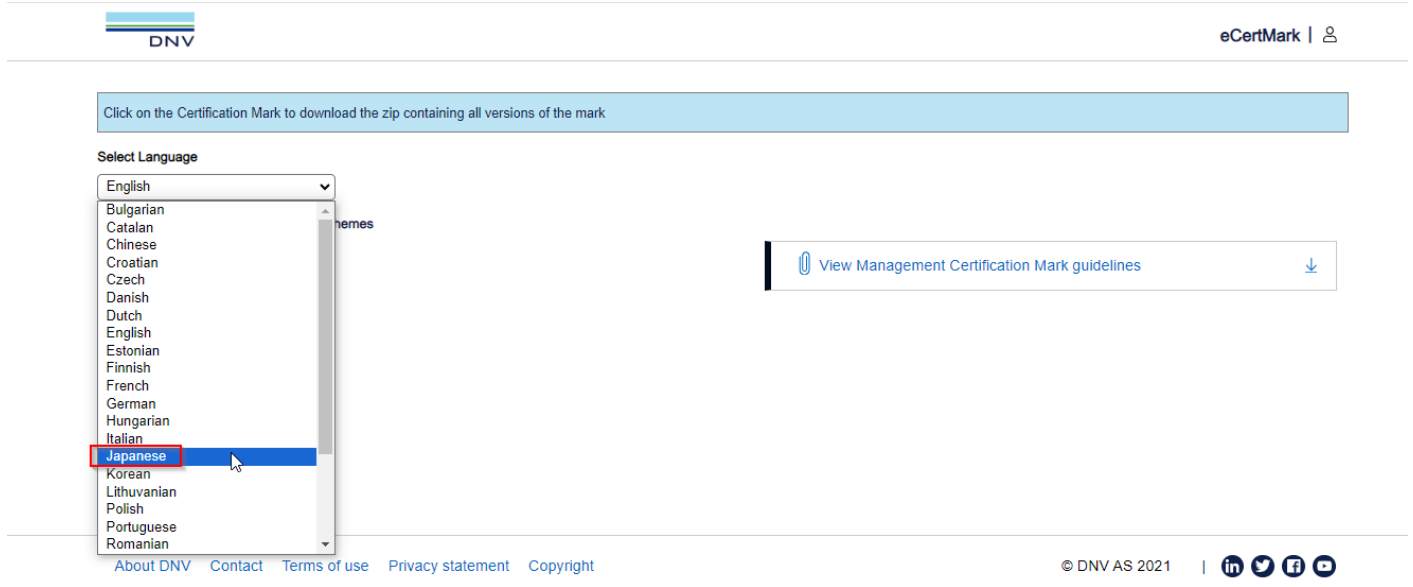 DNV
eCertMark |
Click on the Certification Mark to download the zip containing all versions of the mark
Select Language
English
Bulgarian
Catalan
hemes
Chinese
Croatian
View Management Certification Mark guidelines
Czech
Danish
Dutch
English
Estonian
Finnish
French
German
Hungarian
Italian
Japanese
Korean
Lithuvanian
Polish
Portuguese
Romanian
About DNV Contact Terms of use Privacy statement Copyright
© DNV AS 2021 |